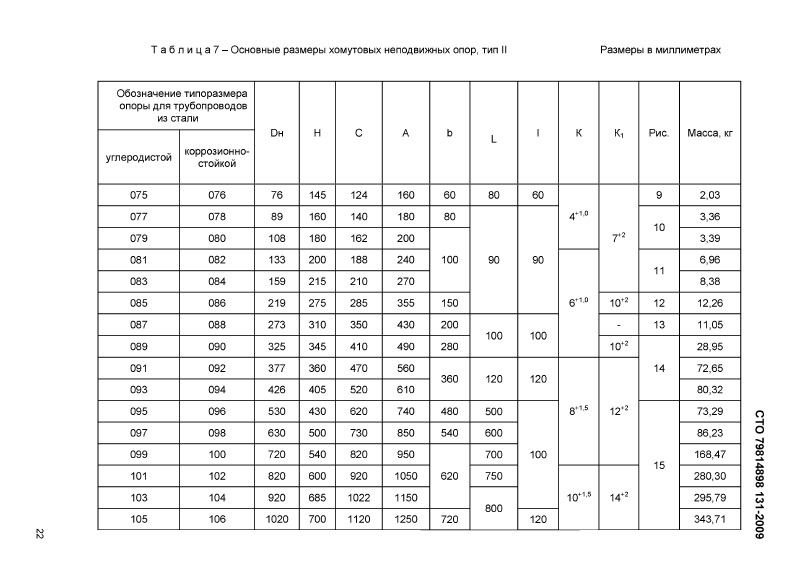 Т а б л и ц а 7 – Основные размеры хомутовых неподвижных опор, тип II Размеры в миллиметрах
Обозначение типоразмера опоры для трубопроводов из стали Dн H C A b L l К К1 Рис. Масса, кг
углеродистой коррозионно-стойкой
075 076 76 145 124 160 60 80 60 4+1,0 7+2 9 2,03
077 078 89 160 140 180 80 90 90 10 3,36
079 080 108 180 162 200 100 3,39
081 082 133 200 188 240 6+1,0 11 6,96
083 084 159 215 210 270 8,38
085 086 219 275 285 355 150 10+2 12 12,26
087 088 273 310 350 430 200 100 100 - 13 11,05
089 090 325 345 410 490 280 10+2 14 28,95
091 092 377 360 470 560 360 120 120 8+1,5 12+2 72,65
093 094 426 405 520 610 80,32
095 096 530 430 620 740 480 500 100 15 73,29
097 098 630 500 730 850 540 600 86,23
099 100 720 540 820 950 620 700 168,47
101 102 820 600 920 1050 750 10+1,5 14+2 280,30
103 104 920 685 1022 1150 800 295,79
105 106 1020 700 1120 1250 720 120 343,71
СТО 79814898 131-2009
22